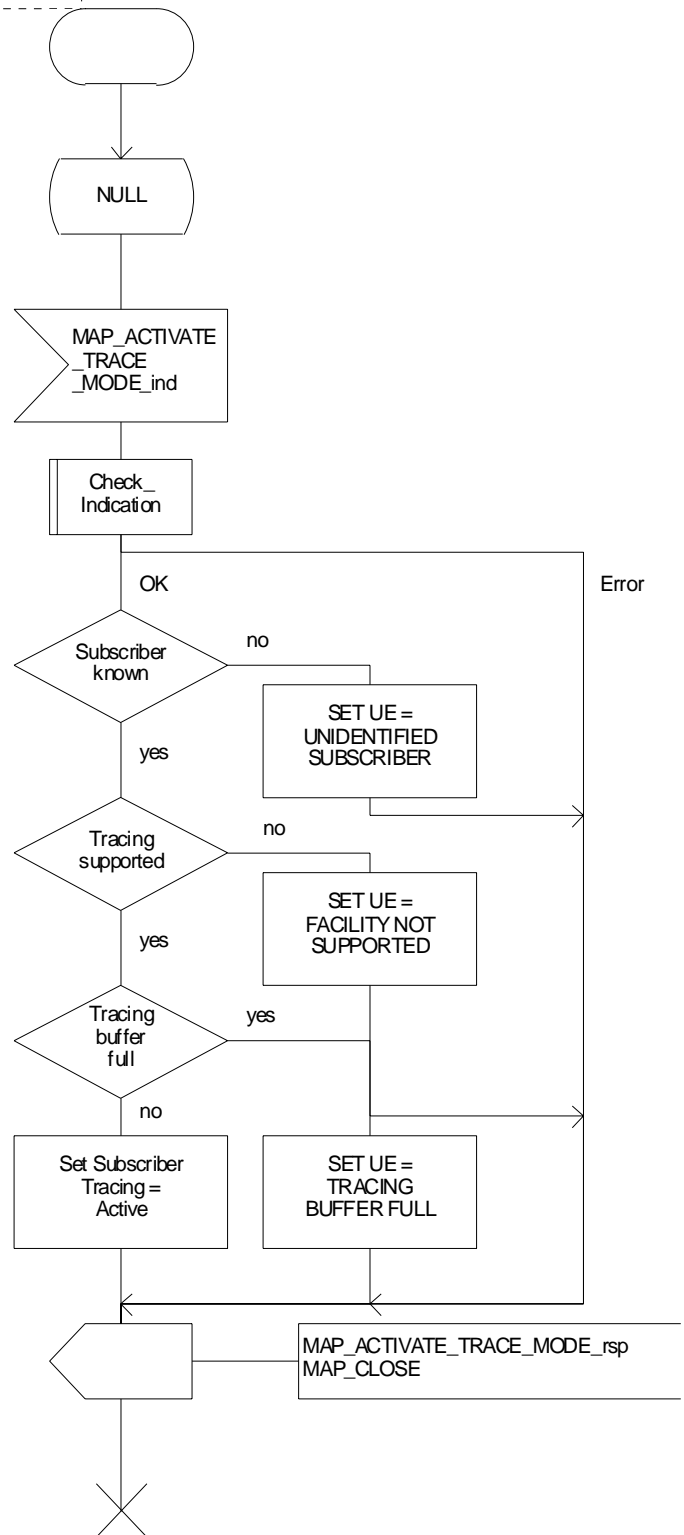 NULL
MAP_ACTIVATE
_TRACE
_MODE_ind
Check_
Indication
OK
Error
Subscriber
known
no
SET UE =
UNIDENTIFIED
SUBSCRIBER
yes
Tracing
supported
no
SET UE =
FACILITY NOT
SUPPORTED
yes
Tracing
buffer
full
yes
no
Set Subscriber
Tracing =
Active
SET UE =
TRACING
BUFFER FULL
MAP_ACTIVATE_TRACE_MODE_rsp
MAP_CLOSE